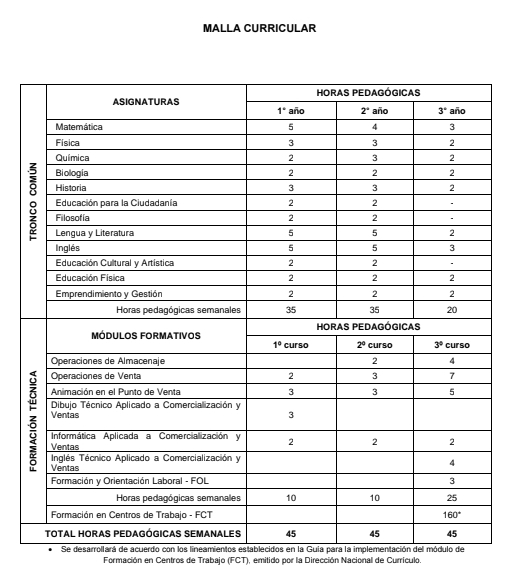 MALLA CURRICULAR
TRONCO COMÚN
ASIGNATURAS
HORAS PEDAGÓGICAS
1° año 2° año 3° año
Matemática 5 4 3
Física 3 3 2
Química 2 3 2
Biología 2 2 2
Historia 3 3 2
Educación para la Ciudadanía 2 2 -
Filosofía 2 2 -
Lengua y Literatura 5 5 2
Inglés 5 5 3
Educación Cultural y Artística 2 2 -
Educación Física 2 2 2
Emprendimiento y Gestión 2 2 2
Horas pedagógicas semanales 35 35 20
FORMACIÓN TÉCNICA
MÓDULOS FORMATIVOS
HORAS PEDAGÓGICAS
1º curso 2º curso 3º curso
Operaciones de Almacenaje 2 4
Operaciones de Venta 2 3 7
Animación en el Punto de Venta 3 3 5
Dibujo Técnico Aplicado a Comercialización y
Ventas 3
Informática Aplicada a Comercialización y
Ventas 2 2 2
Inglés Técnico Aplicado a Comercialización y
Ventas 4
Formación y Orientación Laboral - FOL 3
Horas pedagógicas semanales 10 10 25
Formación en Centros de Trabajo - FCT 160*
TOTAL HORAS PEDAGÓGICAS SEMANALES 45 45 45
• Se desarrollará de acuerdo con los lineamientos establecidos en la Guía para la implementación del módulo de
Formación en Centros de Trabajo (FCT), emitido por la Dirección Nacional de Currículo.